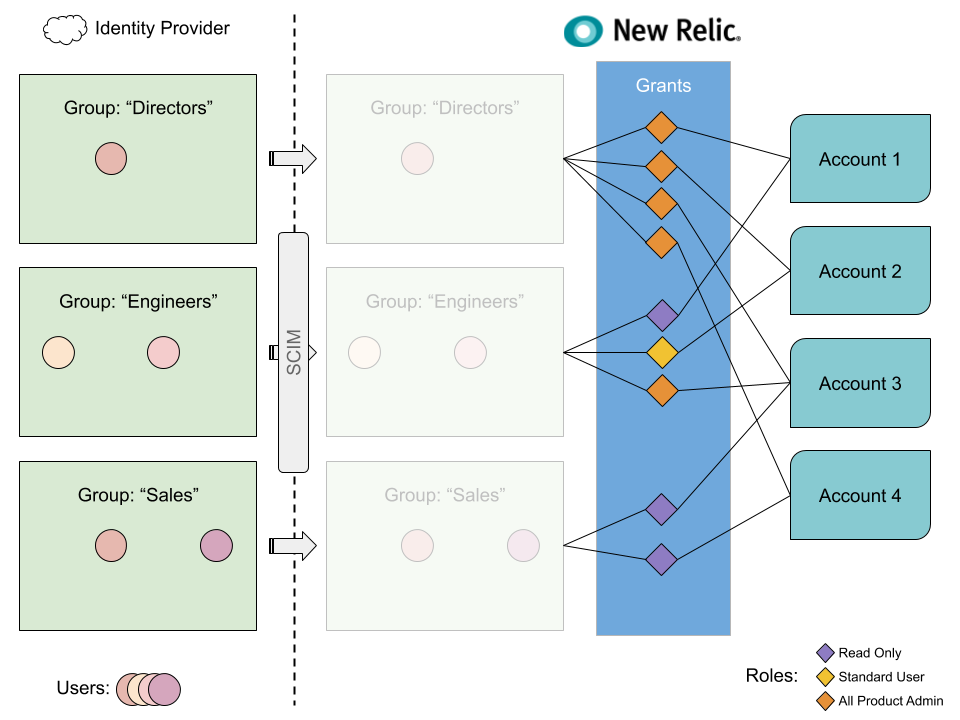 Identity Provider
New Relic®
Group: “Directors”
Group: “Directors”
Grants
Account 1
Account 2
Group: “Engineers”
Group: “Engineers”
SCIM
Account 3
Group: “Sales”
Group: “Sales”
Account 4
Users:
Roles:
Read Only
Standard User
All Product Admin